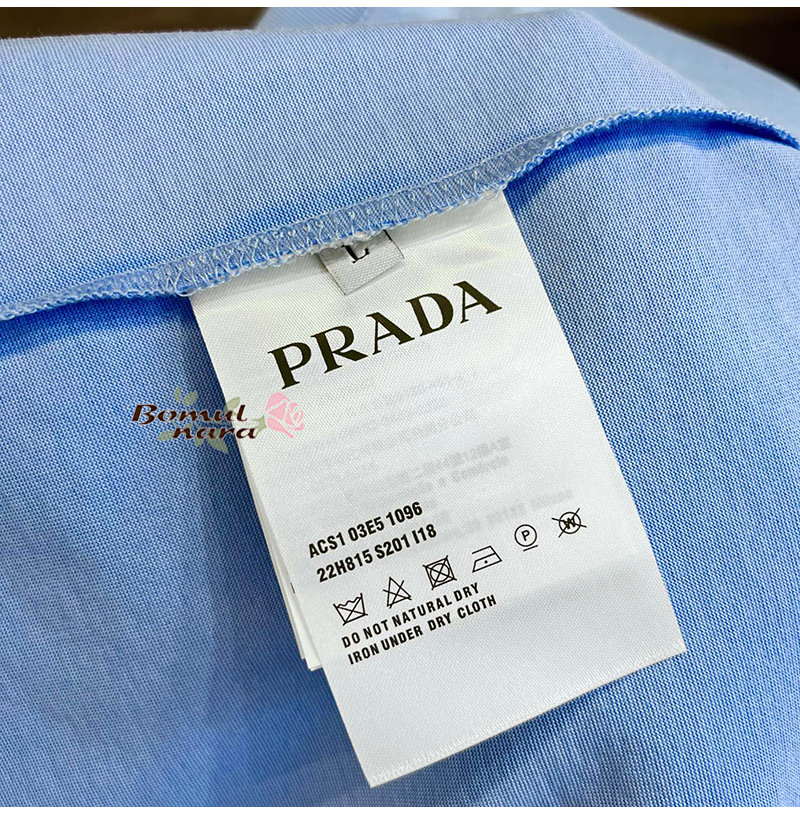 L
PRADA
Bomul
nara
ACS1 03E5 1096
22H815 S201 I18
P
W
DO NOT NATURAL DRY
IRON UNDER DRY CLOTH